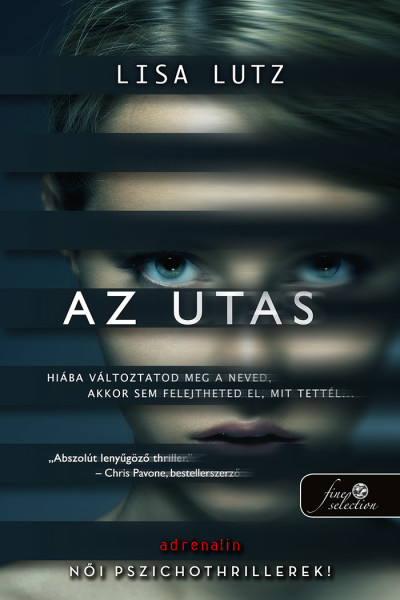 LISA LUTZ
AZ UTAS
HIÁBA VÁLTOZTATOD MEG A NEVED,
AKKOR SEM FELEJTHETED EL, MIT TETTÉL...
„Abszolút lenyűgöző thriller."
– Chris Pavone, bestellerszerző
fine
selection
adrenalin
NŐI PSZICHOTHRILLEREK!